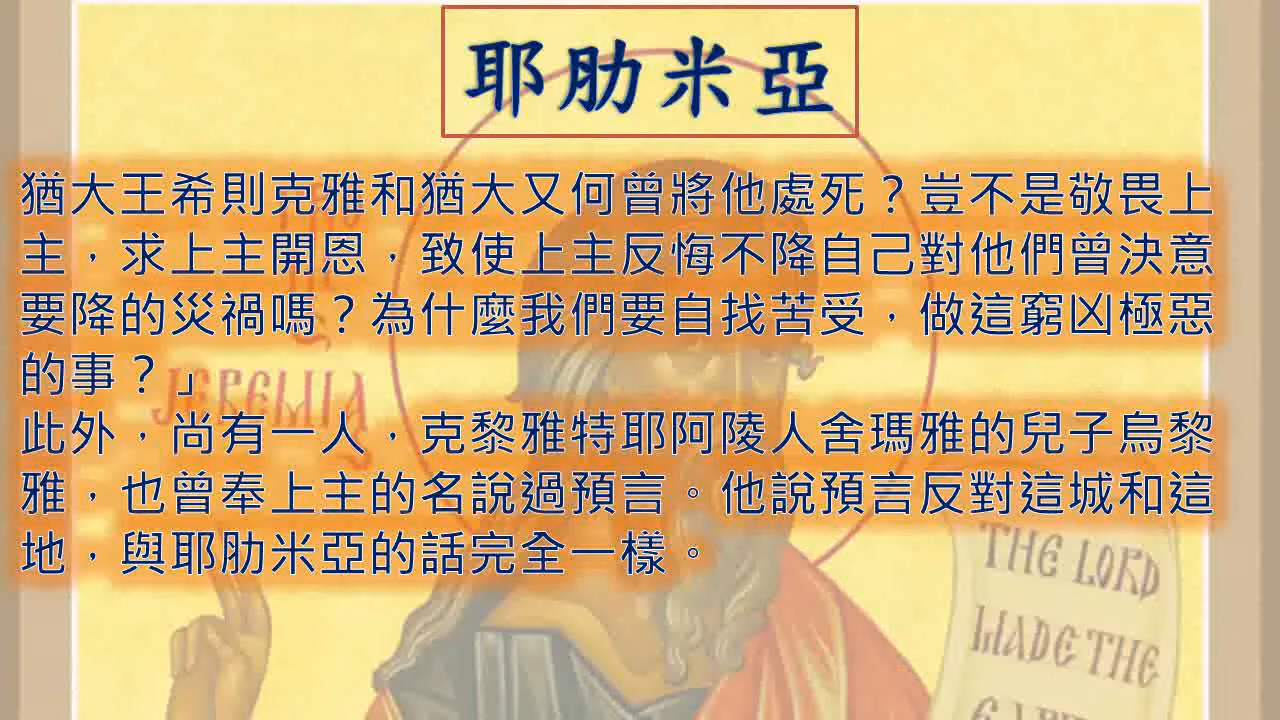 耶肋米亞
猶大王希則克雅和猶大又何曾將他處死？豈不是敬畏上
主，求上主開恩，致使上主反悔不降自己對他們曾決意
要降的災禍嗎？為什麼我們要自找苦受，做這窮凶極惡
的事？」
JEREMIA
此外，尚有一人，克黎雅特耶阿陵人舍瑪雅的兒子烏黎
雅，也曾奉上主的名說過預言。他說預言反對這城和這
地，與耶肋米亞的話完全一樣。
THE LORD
MADE THE